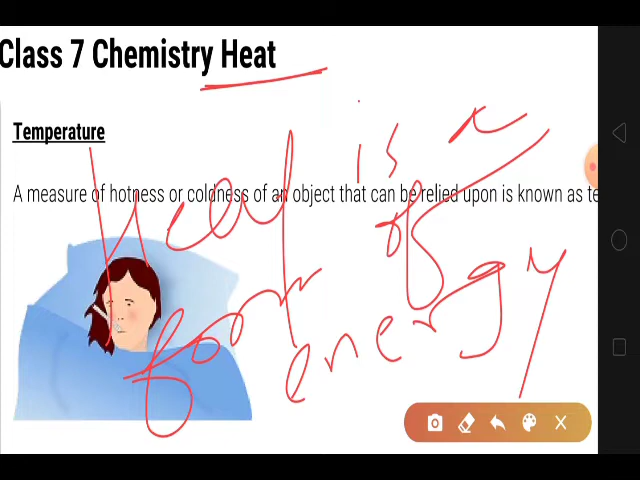 Class 7 Chemistry Heat
Temperature
Heat is a
A measure of hotness or coldness of an object that can be relied upon is known as te
form of
energy